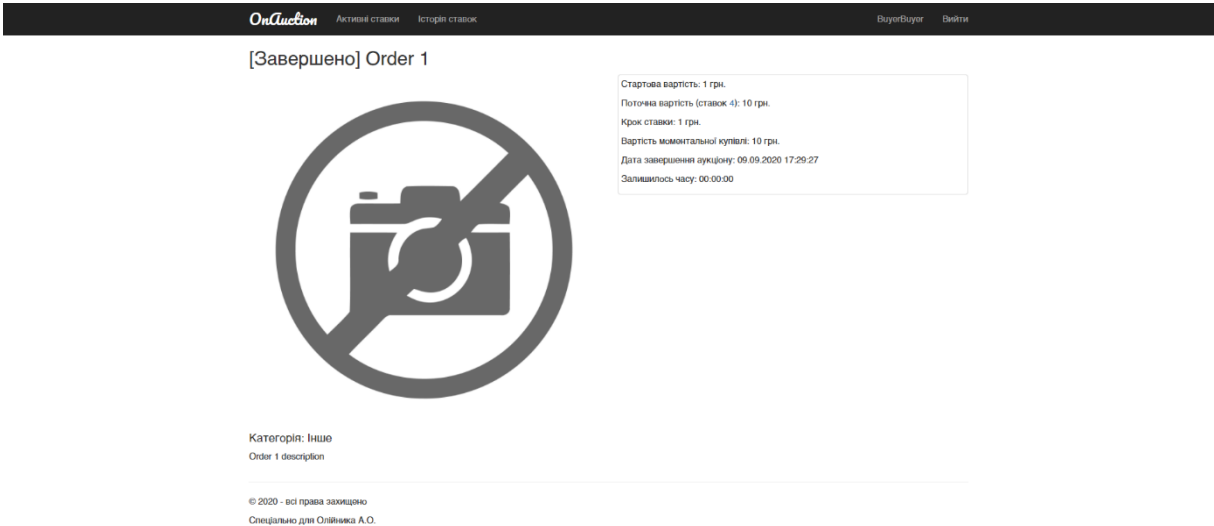 OnAuction Активні ставки Історія ставок BuyerBuyer Вийти
[Завершено] Order 1
Стартова вартість: 1 грн.
Поточна вартість (ставок 4): 10 грн.
Крок ставки: 1 грн.
Вартість моментальної купівлі: 10 грн.
Дата завершення аукціону: 09.09.2020 17:29:27
Залишилось часу: 00:00:00
Категорія: Інше
Order 1 description
© 2020 - всі права захищено
Спеціально для Олійника А.О.